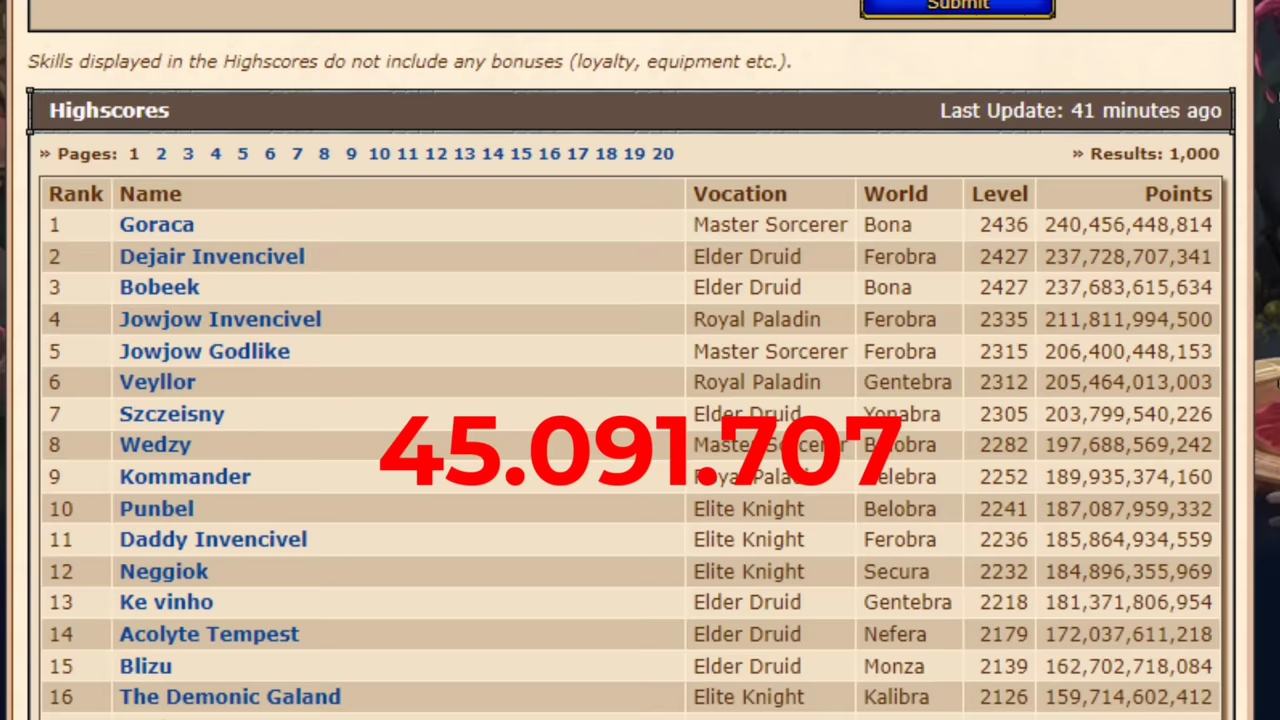 Submit
Skills displayed in the Highscores do not include any bonuses (loyalty, equipment etc.).
Highscores Last Update: 41 minutes ago
» Pages: 1 2 3 4 5 6 7 8 9 10 11 12 13 14 15 16 17 18 19 20 » Results: 1,000
Rank Name Vocation World Level Points
1 Goraca Master Sorcerer Bona 2436 240,456,448,814
2 Dejair Invencivel Elder Druid Ferobra 2427 237,728,707,341
3 Bobeek Elder Druid Bona 2427 237,683,615,634
4 Jowjow Invencivel Royal Paladin Ferobra 2335 211,811,994,500
5 Jowjow Godlike Master Sorcerer Ferobra 2315 206,400,448,153
6 Veyllor Royal Paladin Gentebra 2312 205,464,013,003
7 Szczeisny Elder Druid Yonabra 2305 203,799,540,226
45.091.707
8 Wedzy Master Sorcerer 2282 197,688,569,242
9 Kommander Royal Paladin 2252 189,935,374,160
10 Punbel Elite Knight Belobra 2241 187,087,959,332
11 Daddy Invencivel Elite Knight Ferobra 2236 185,864,934,559
12 Neggiok Elite Knight Secura 2232 184,896,355,969
13 Ke vinho Elder Druid Gentebra 2218 181,371,806,954
14 Acolyte Tempest Elder Druid Nefera 2179 172,037,611,218
15 Blizu Elder Druid Monza 2139 162,702,718,084
16 The Demonic Galand Elite Knight Kalibra 2126 159,714,602,412